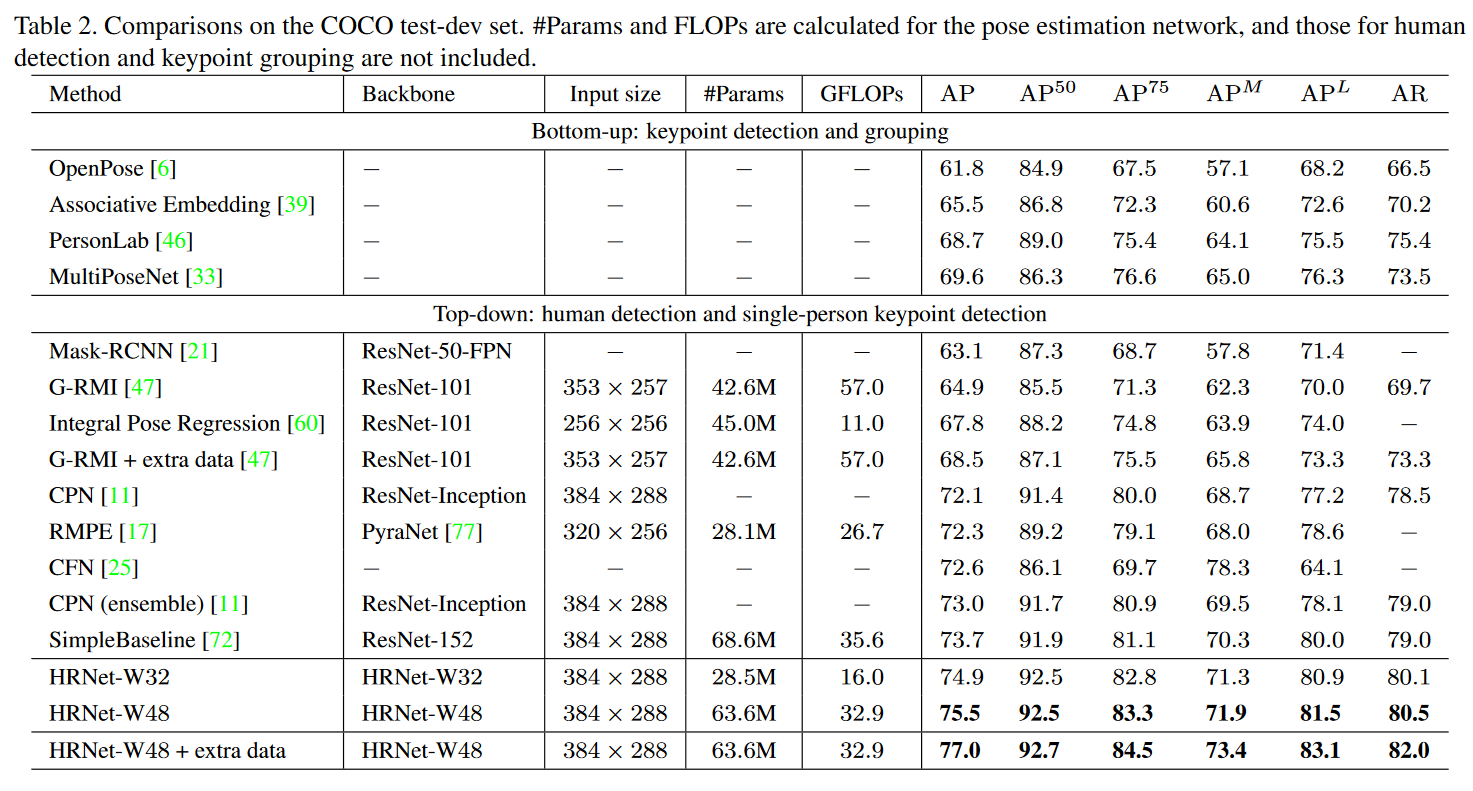 Table 2. Comparisons on the COCO test-dev set. #Params and FLOPs are calculated for the pose estimation network, and those for human
detection and keypoint grouping are not included.
Method Backbone Input size #Params GFLOPs AP AP^50 AP^75 AP^M AP^L AR
Bottom-up: keypoint detection and grouping
OpenPose [6] – – – – 61.8 84.9 67.5 57.1 68.2 66.5
Associative Embedding [39] – – – – 65.5 86.8 72.3 60.6 72.6 70.2
PersonLab [46] – – – – 68.7 89.0 75.4 64.1 75.5 75.4
MultiPoseNet [33] – – – – 69.6 86.3 76.6 65.0 76.3 73.5
Top-down: human detection and single-person keypoint detection
Mask-RCNN [21] ResNet-50-FPN – – – 63.1 87.3 68.7 57.8 71.4 –
G-RMI [47] ResNet-101 353 × 257 42.6M 57.0 64.9 85.5 71.3 62.3 70.0 69.7
Integral Pose Regression [60] ResNet-101 256 × 256 45.0M 11.0 67.8 88.2 74.8 63.9 74.0 –
G-RMI + extra data [47] ResNet-101 353 × 257 42.6M 57.0 68.5 87.1 75.5 65.8 73.3 73.3
CPN [11] ResNet-Inception 384 × 288 – – 72.1 91.4 80.0 68.7 77.2 78.5
RMPE [17] PyraNet [77] 320 × 256 28.1M 26.7 72.3 89.2 79.1 68.0 78.6 –
CFN [25] – – – – 72.6 86.1 69.7 78.3 64.1 –
CPN (ensemble) [11] ResNet-Inception 384 × 288 – – 73.0 91.7 80.9 69.5 78.1 79.0
SimpleBaseline [72] ResNet-152 384 × 288 68.6M 35.6 73.7 91.9 81.1 70.3 80.0 79.0
HRNet-W32 HRNet-W32 384 × 288 28.5M 16.0 74.9 92.5 82.8 71.3 80.9 80.1
HRNet-W48 HRNet-W48 384 × 288 63.6M 32.9 75.5 92.5 83.3 71.9 81.5 80.5
HRNet-W48 + extra data HRNet-W48 384 × 288 63.6M 32.9 77.0 92.7 84.5 73.4 83.1 82.0